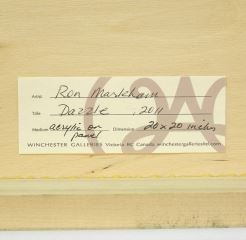 Artist Ron Markham
Title Dazzle, 2011
Medium acrylic on panel Dimension 20 x 20 inches
WINCHESTER GALLERIES Victoria BC Canada winchestergalleriesltd.com